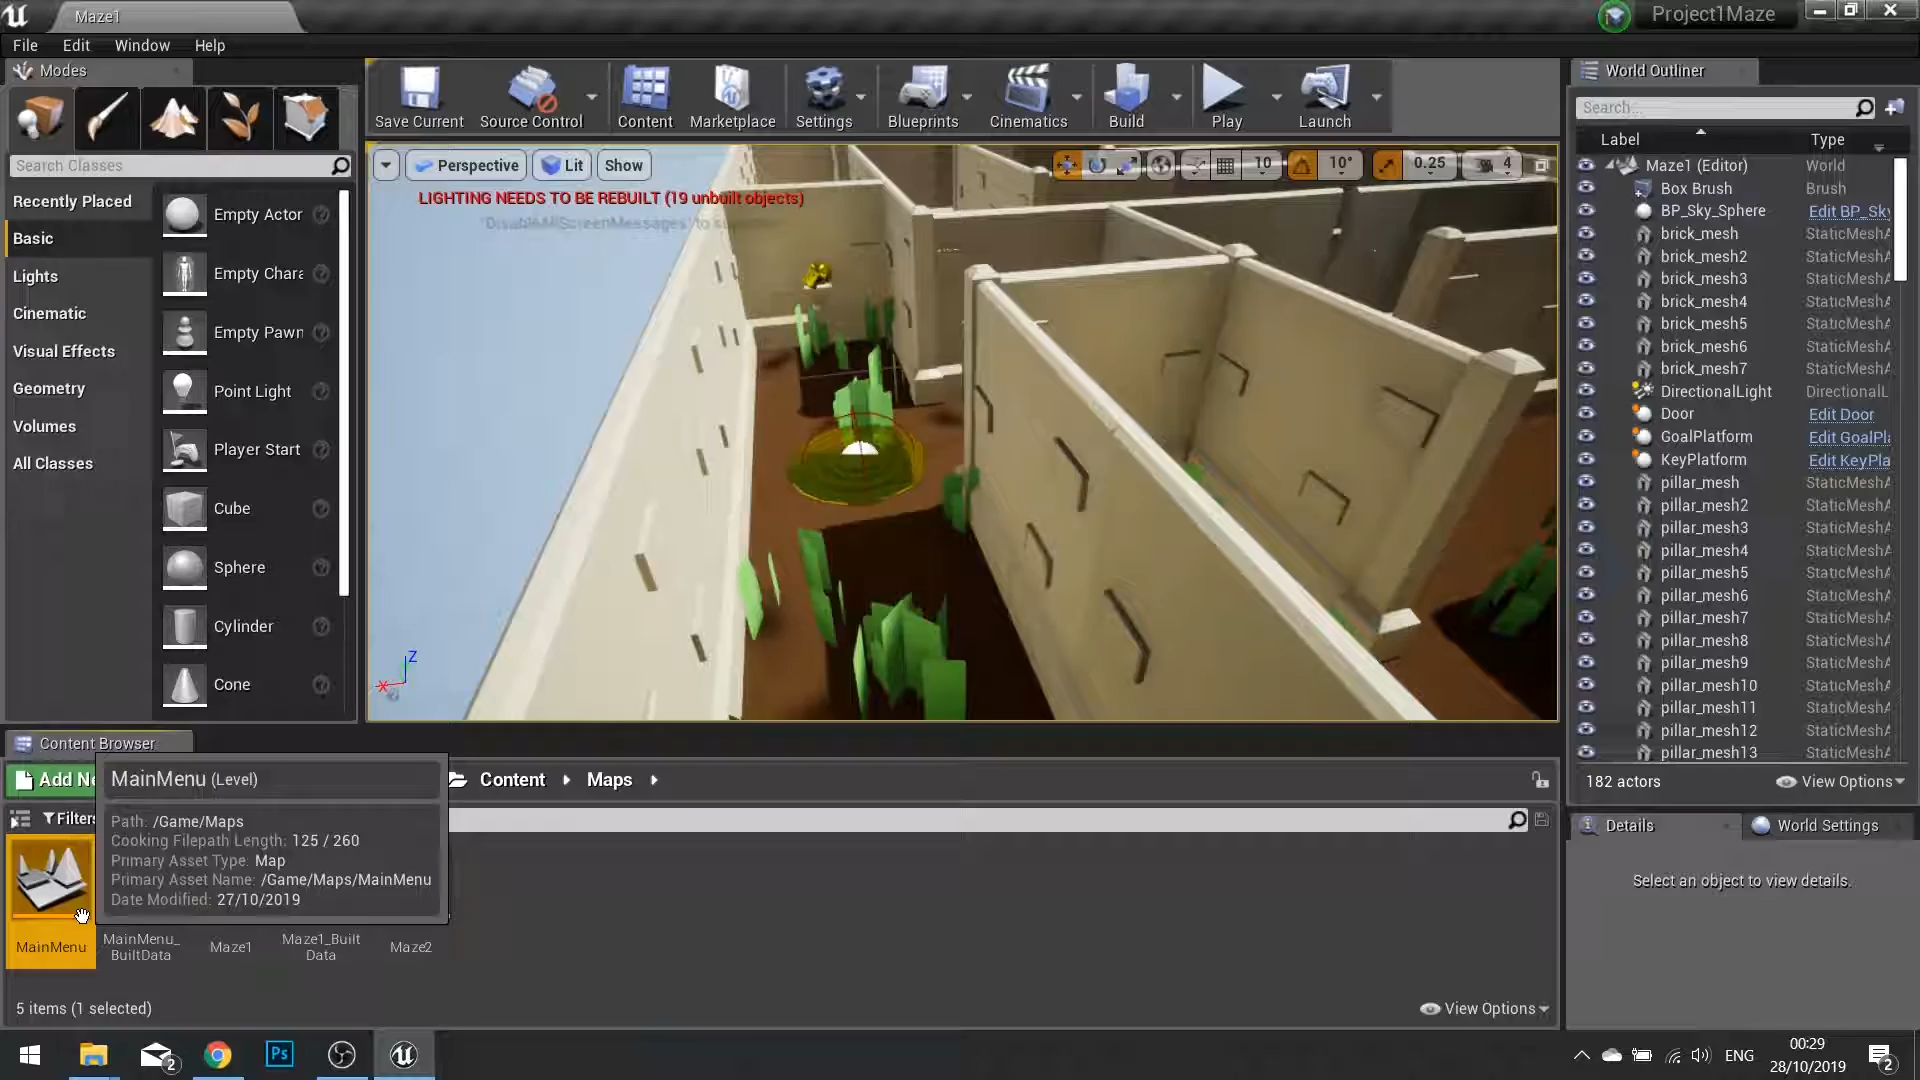 Maze1
Project1Maze
File Edit Window Help
Modes
World Outliner
Save Current
Source Control
Content
Marketplace
Settings
Blueprints
Cinematics
Build
Play
Launch
Search...
Label Type
Search Classes
Perspective
Lit
Show
10
10°
0.25
4
LIGHTING NEEDS TO BE REBUILT (19 unbuilt objects)
Recently Placed
Basic
Lights
Cinematic
Visual Effects
Geometry
Volumes
All Classes
Empty Actor
Empty Chara
Empty Pawn
Point Light
Player Start
Cube
Sphere
Cylinder
Cone
Z
X
Maze1 (Editor) World
Box Brush Brush
BP_Sky_Sphere Edit BP_Sky
brick_mesh StaticMeshA
brick_mesh2 StaticMeshA
brick_mesh3 StaticMeshA
brick_mesh4 StaticMeshA
brick_mesh5 StaticMeshA
brick_mesh6 StaticMeshA
brick_mesh7 StaticMeshA
DirectionalLight DirectionalL
Door Edit Door
GoalPlatform Edit GoalPla
KeyPlatform Edit KeyPla
pillar_mesh StaticMeshA
pillar_mesh2 StaticMeshA
pillar_mesh3 StaticMeshA
pillar_mesh4 StaticMeshA
pillar_mesh5 StaticMeshA
pillar_mesh6 StaticMeshA
pillar_mesh7 StaticMeshA
pillar_mesh8 StaticMeshA
pillar_mesh9 StaticMeshA
pillar_mesh10 StaticMeshA
pillar_mesh11 StaticMeshA
pillar_mesh12 StaticMeshA
pillar_mesh13 StaticMeshA
182 actors
View Options
Details
World Settings
Select an object to view details.
Content Browser
Add Ne
Content
Maps
Filters
MainMenu (Level)
Path: /Game/Maps
Cooking Filepath Length: 125 / 260
Primary Asset Type: Map
Primary Asset Name: /Game/Maps/MainMenu
Date Modified: 27/10/2019
MainMenu
MainMenu_
BuiltData
Maze1
Maze1_Built
Data
Maze2
5 items (1 selected)
View Options
2
Ps
ENG
00:29
28/10/2019
2